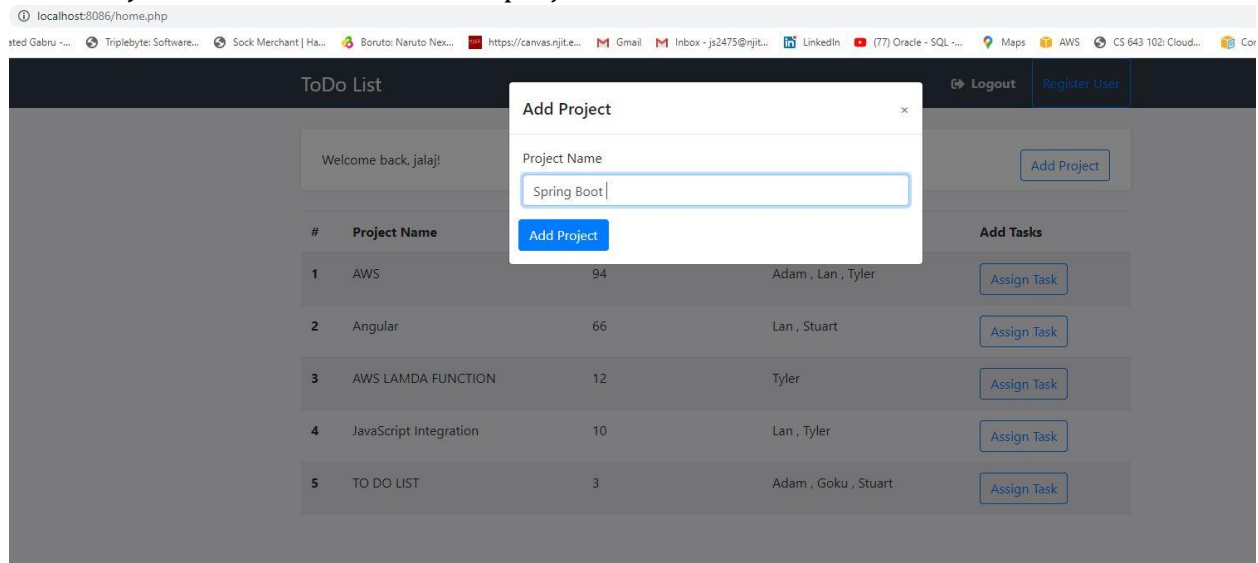 localhost:8086/home.php
ated Gabru -... Triplebyte: Software... Sock Merchant | Ha... Boruto: Naruto Nex... https://canvas.njit.e... Gmail Inbox - js2475@njit... LinkedIn (77) Oracle - SQL -... Maps AWS CS 643 102: Cloud... Cor
ToDo List Logout Register User
Add Project ×
Welcome back, jalaj! Add Project
Project Name
Spring Boot
Add Project
# Project Name Add Tasks
1 AWS 94 Adam , Lan , Tyler Assign Task
2 Angular 66 Lan , Stuart Assign Task
3 AWS LAMDA FUNCTION 12 Tyler Assign Task
4 JavaScript Integration 10 Lan , Tyler Assign Task
5 TO DO LIST 3 Adam , Goku , Stuart Assign Task